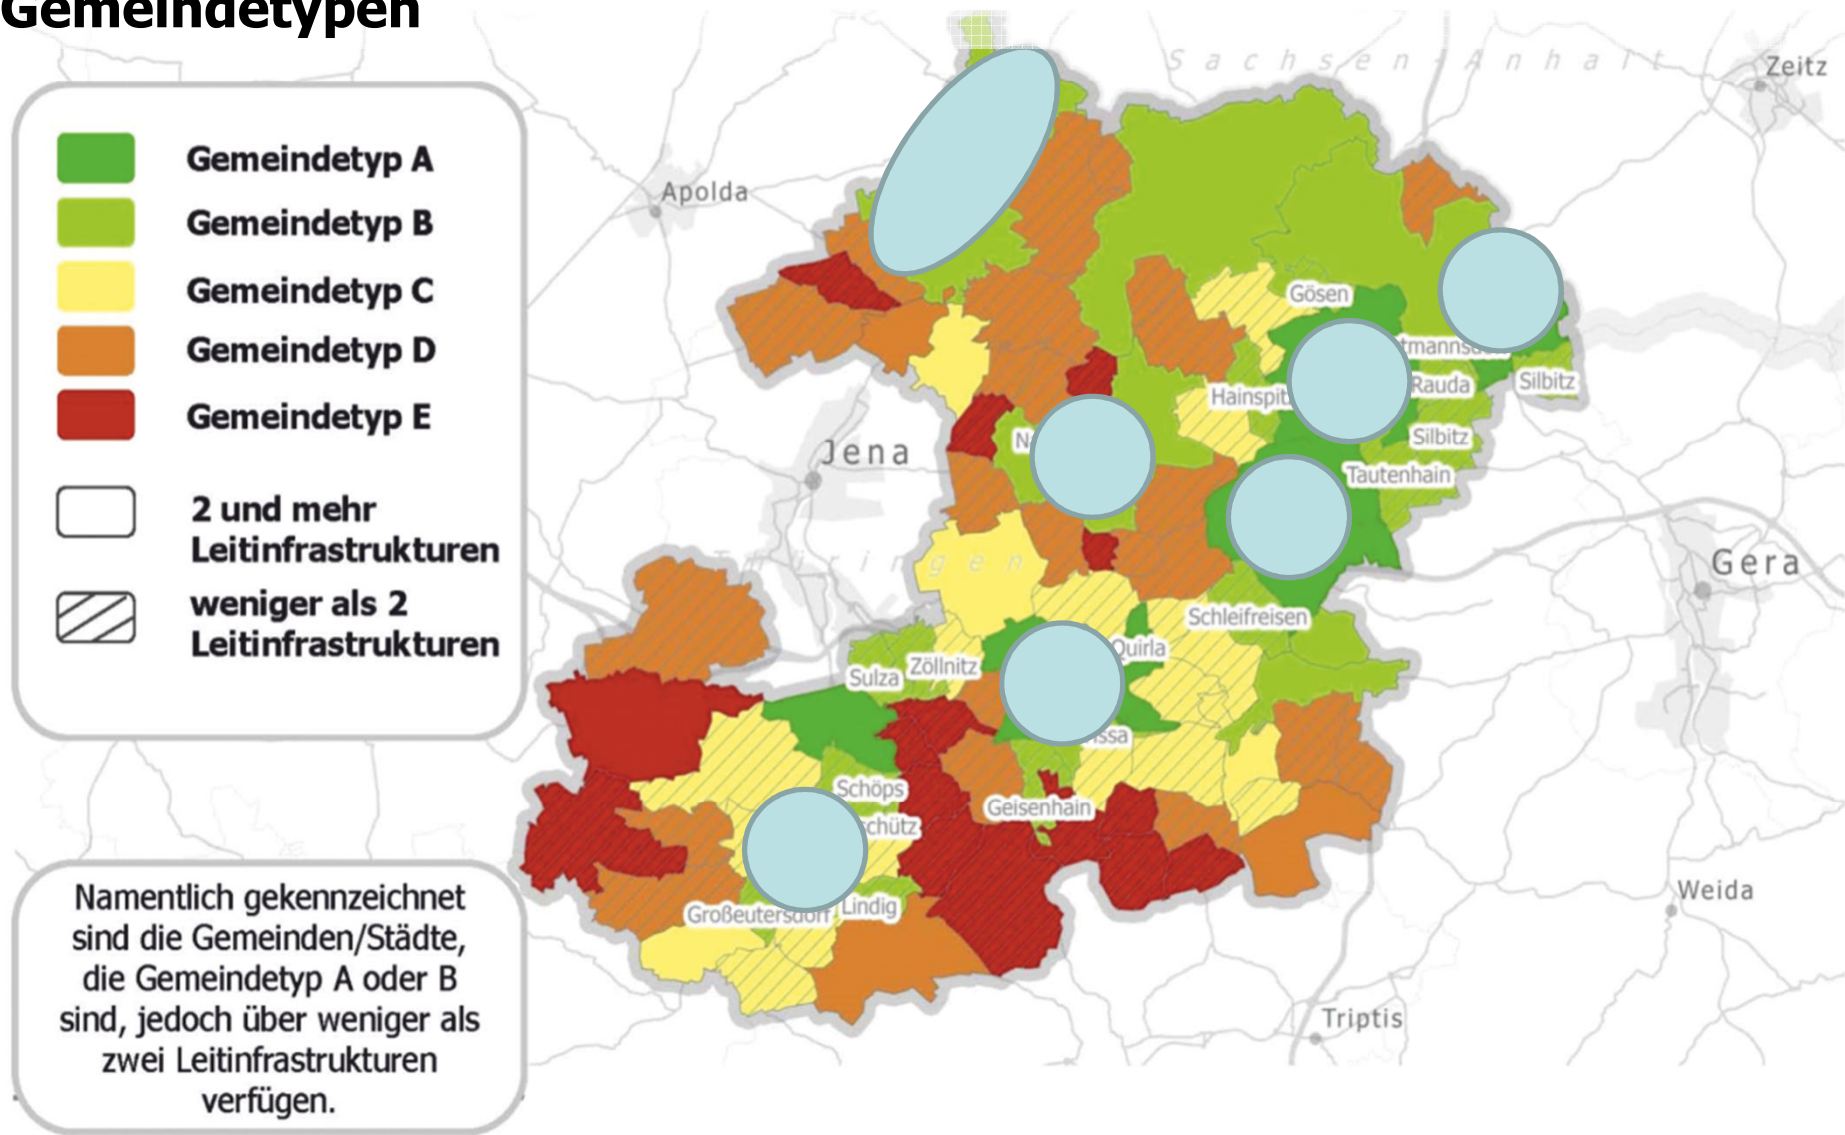 Gemeindetypen
Gemeindetyp A
Gemeindetyp B
Gemeindetyp C
Gemeindetyp D
Gemeindetyp E
2 und mehr
Leitinfrastrukturen
weniger als 2
Leitinfrastrukturen
Namentlich gekennzeichnet
sind die Gemeinden/Städte,
die Gemeindetyp A oder B
sind, jedoch über weniger als
zwei Leitinfrastrukturen
verfügen.
Sachsen-Anhalt
Zeitz
Apolda
Gösen
Rauda
Silbitz
Jena
Silbitz
Tautenhain
Thüringen
Gera
Schleifreisen
Quirla
Zöllnitz
Sulza
Schöps
Geisenhain
Weida
Großeutersdorf
Lindig
Triptis